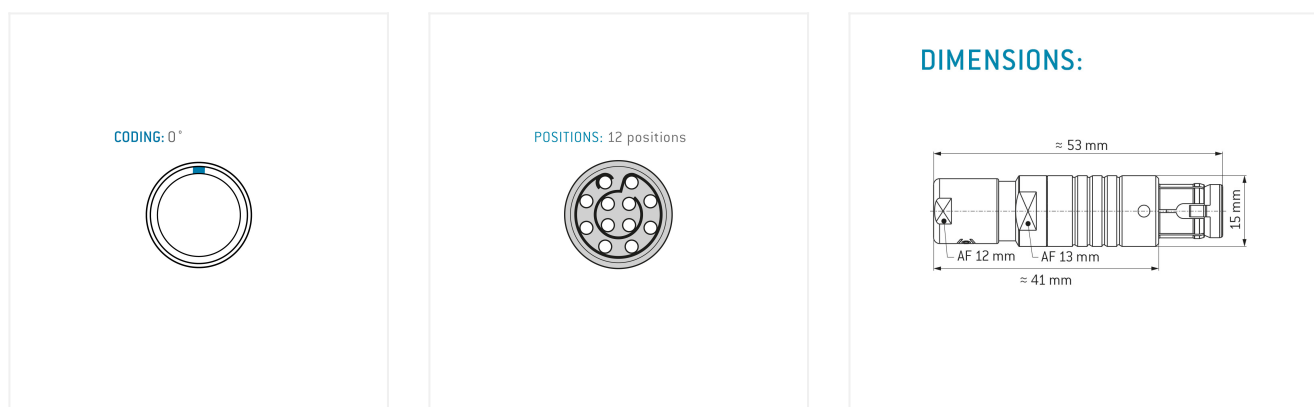 CODING: 0°
POSITIONS: 12 positions
DIMENSIONS:
≈ 53 mm
15 mm
AF 12 mm
AF 13 mm
≈ 41 mm